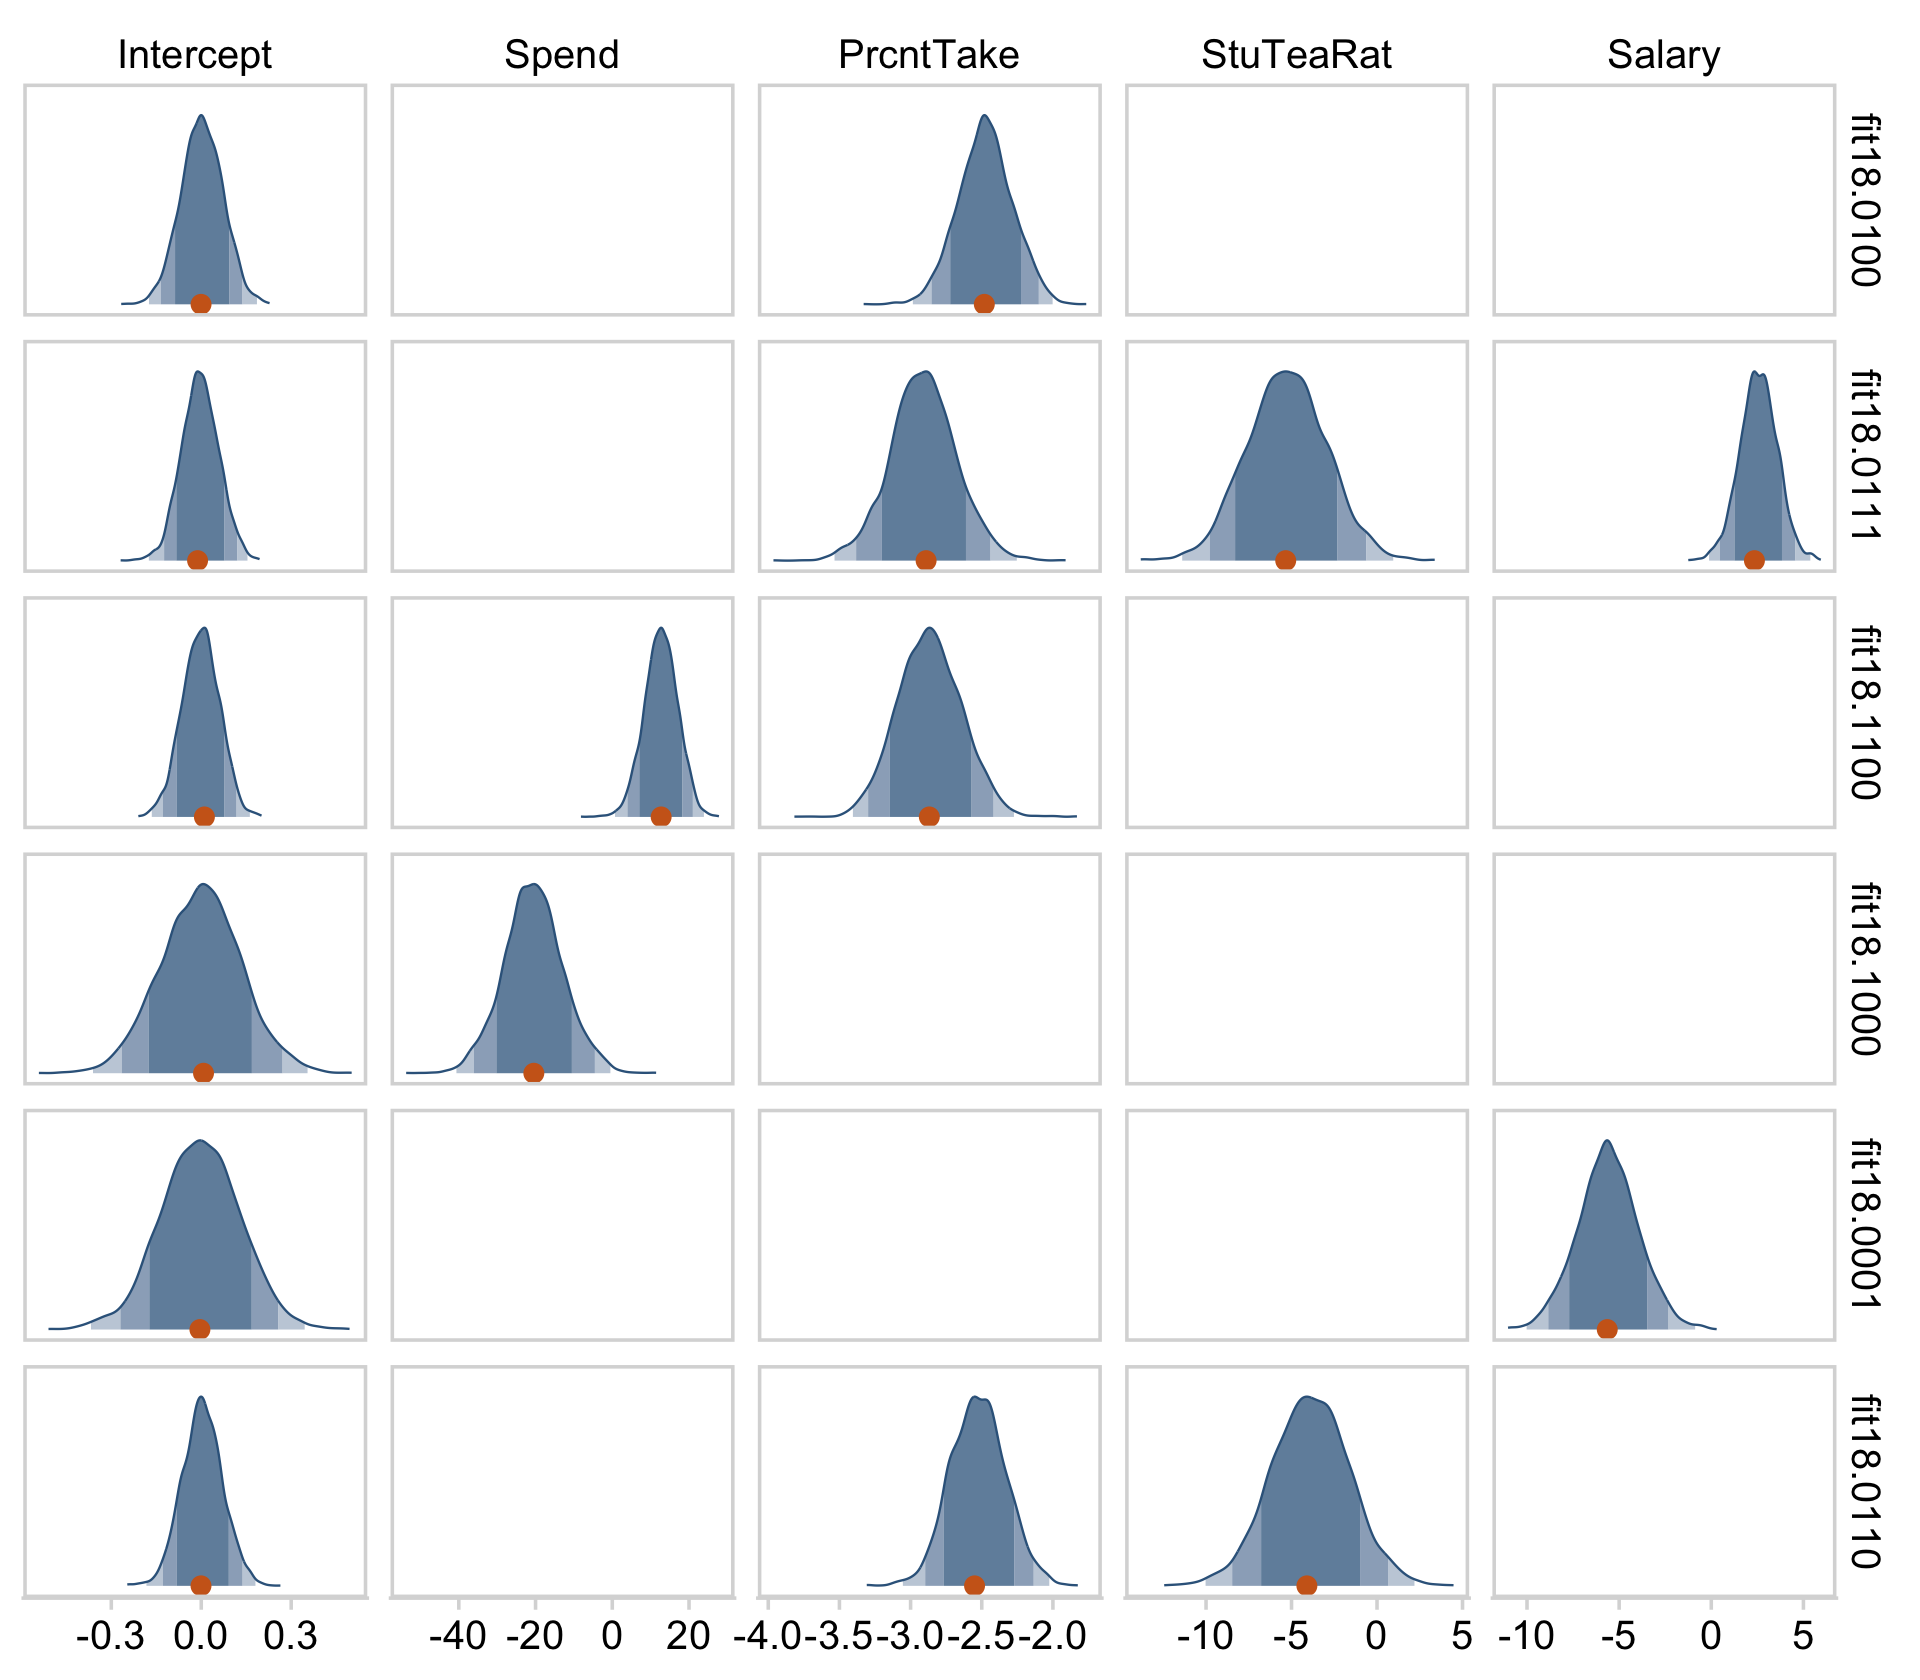 Intercept Spend PrcntTake StuTeaRat Salary
fit18.0100
fit18.0111
fit18.1100
fit18.1000
fit18.0001
fit18.0110
-0.3 0.0 0.3 -40 -20 0 20 -4.0 -3.5 -3.0 -2.5 -2.0 -10 -5 0 5 -10 -5 0 5